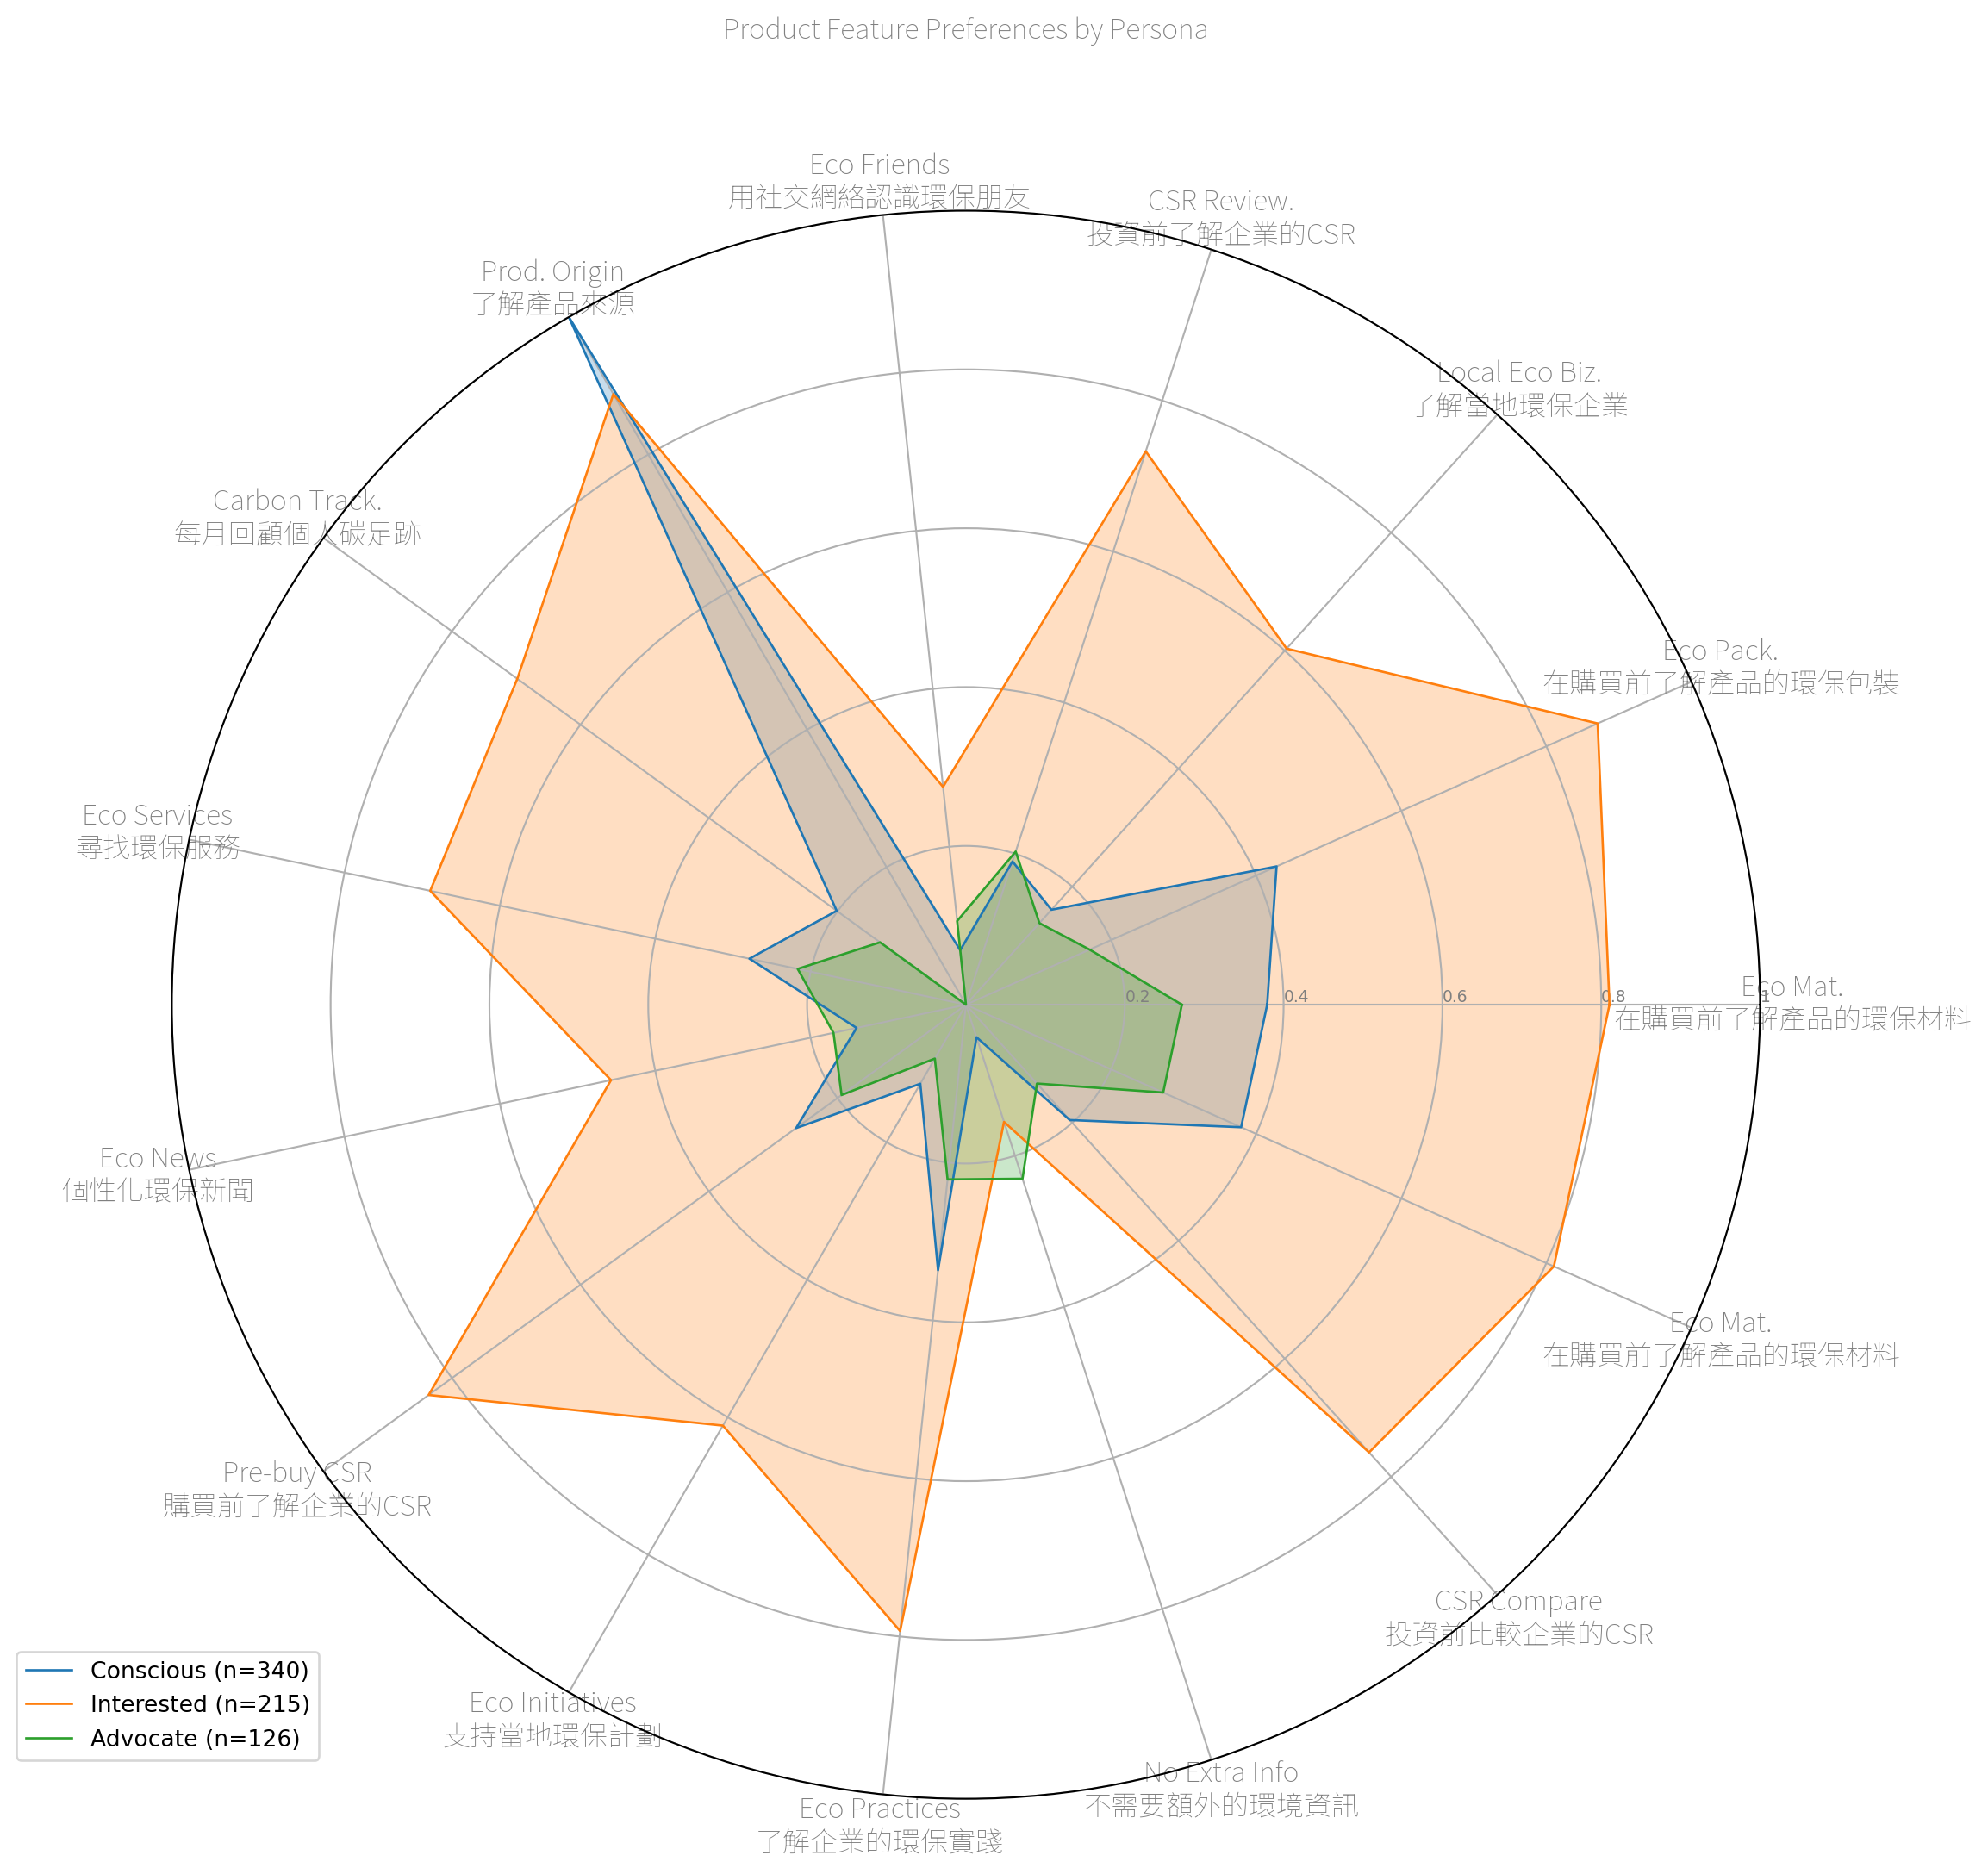 Product Feature Preferences by Persona
Eco Friends
用社交網絡認識環保朋友
CSR Review.
投資前了解企業的CSR
Prod. Origin
了解產品來源
Local Eco Biz.
了解當地環保企業
Carbon Track.
每月回顧個人碳足跡
Eco Pack.
在購買前了解產品的環保包裝
Eco Services
尋找環保服務
0.2
0.4
0.6
0.8
1
Eco Mat.
在購買前了解產品的環保材料
Eco News
個性化環保新聞
Eco Mat.
在購買前了解產品的環保材料
Pre-buy CSR
購買前了解企業的CSR
CSR Compare
投資前比較企業的CSR
Eco Initiatives
支持當地環保計劃
No Extra Info
不需要額外的環境資訊
Eco Practices
了解企業的環保實踐
Conscious (n=340)
Interested (n=215)
Advocate (n=126)